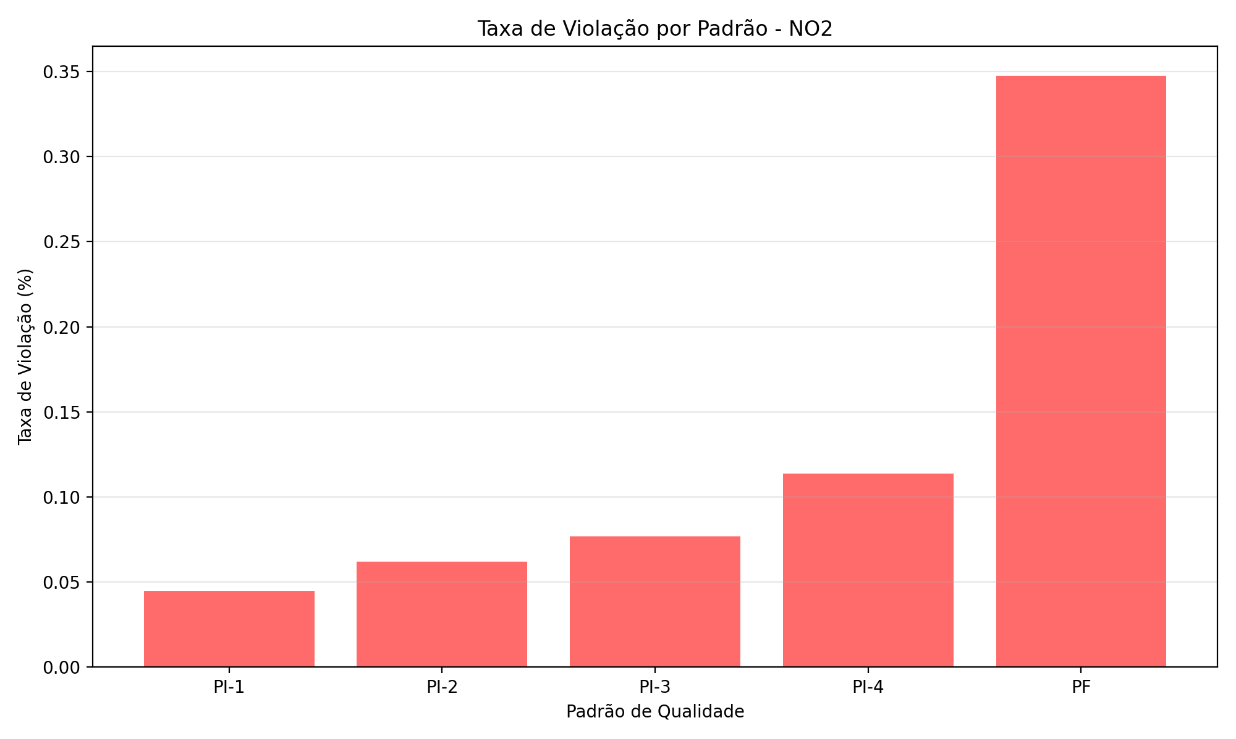 Taxa de Violação por Padrão - NO2
Taxa de Violação (%)
0.35
0.30
0.25
0.20
0.15
0.10
0.05
0.00
PI-1
PI-2
PI-3
PI-4
PF
Padrão de Qualidade